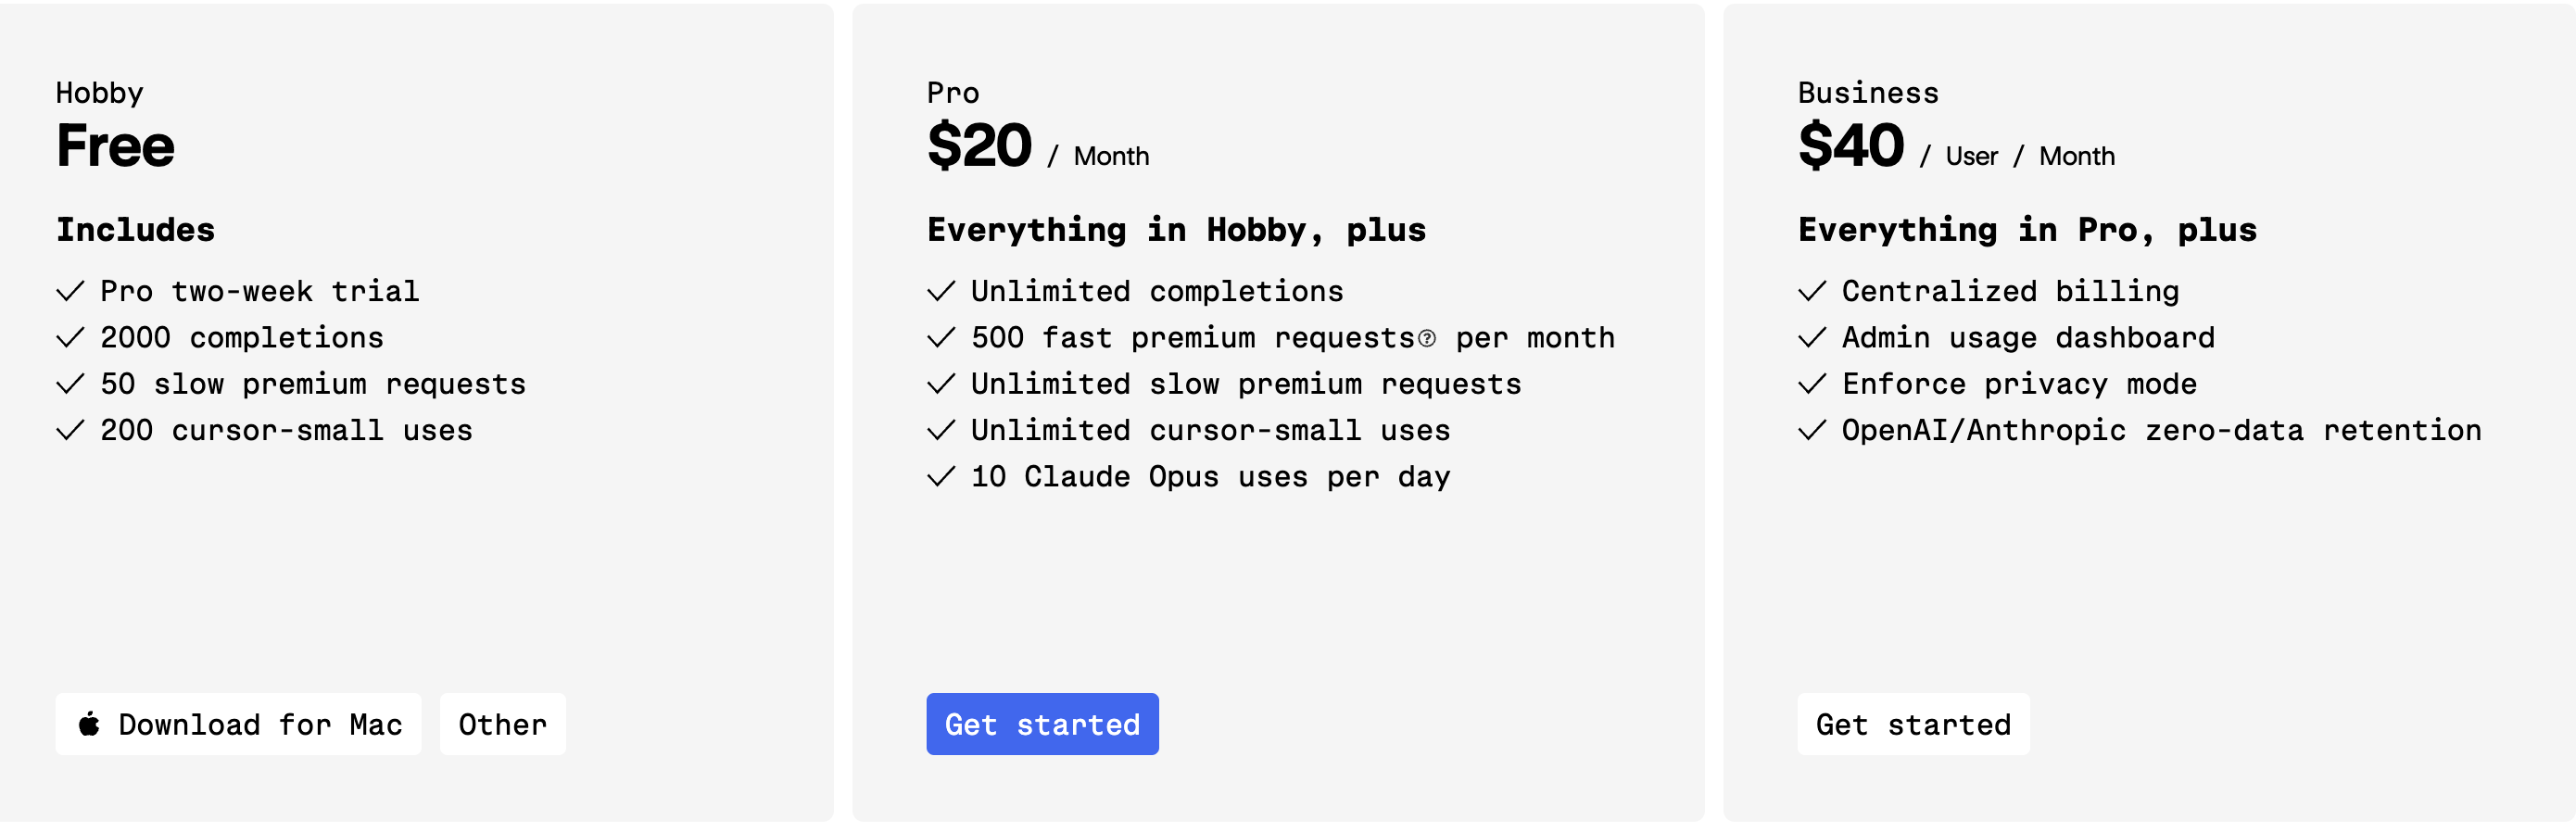 Hobby
Free
Includes
Pro two-week trial
2000 completions
50 slow premium requests
200 cursor-small uses
Download for Mac
Other
Pro
$20 / Month
Everything in Hobby, plus
Unlimited completions
500 fast premium requests? per month
Unlimited slow premium requests
Unlimited cursor-small uses
10 Claude Opus uses per day
Get started
Business
$40 / User / Month
Everything in Pro, plus
Centralized billing
Admin usage dashboard
Enforce privacy mode
OpenAI/Anthropic zero-data retention
Get started